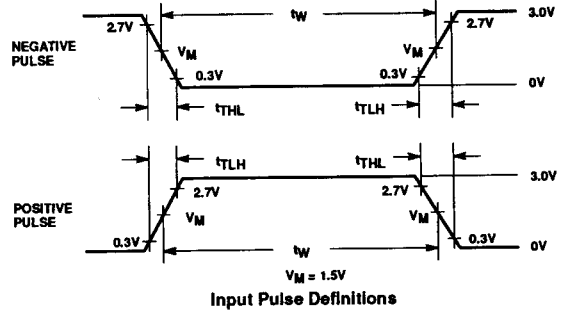 tW
3.0V
2.7V
2.7V
NEGATIVE
PULSE
VM
VM
0.3V
0.3V
0V
tTHL
tTLH
tTLH
tTHL
3.0V
2.7V
2.7V
POSITIVE
PULSE
VM
VM
0.3V
0.3V
0V
tW
VM = 1.5V
Input Pulse Definitions